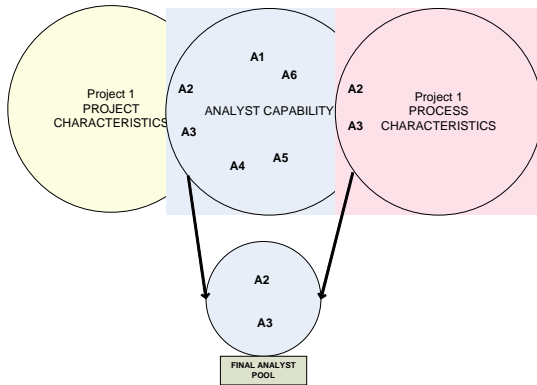 A1
A6
A2
A2
Project 1
PROJECT
CHARACTERISTICS
ANALYST CAPABILITY
Project 1
PROCESS
CHARACTERISTICS
A3
A3
A4
A5
A2
A3
FINAL ANALYST
POOL